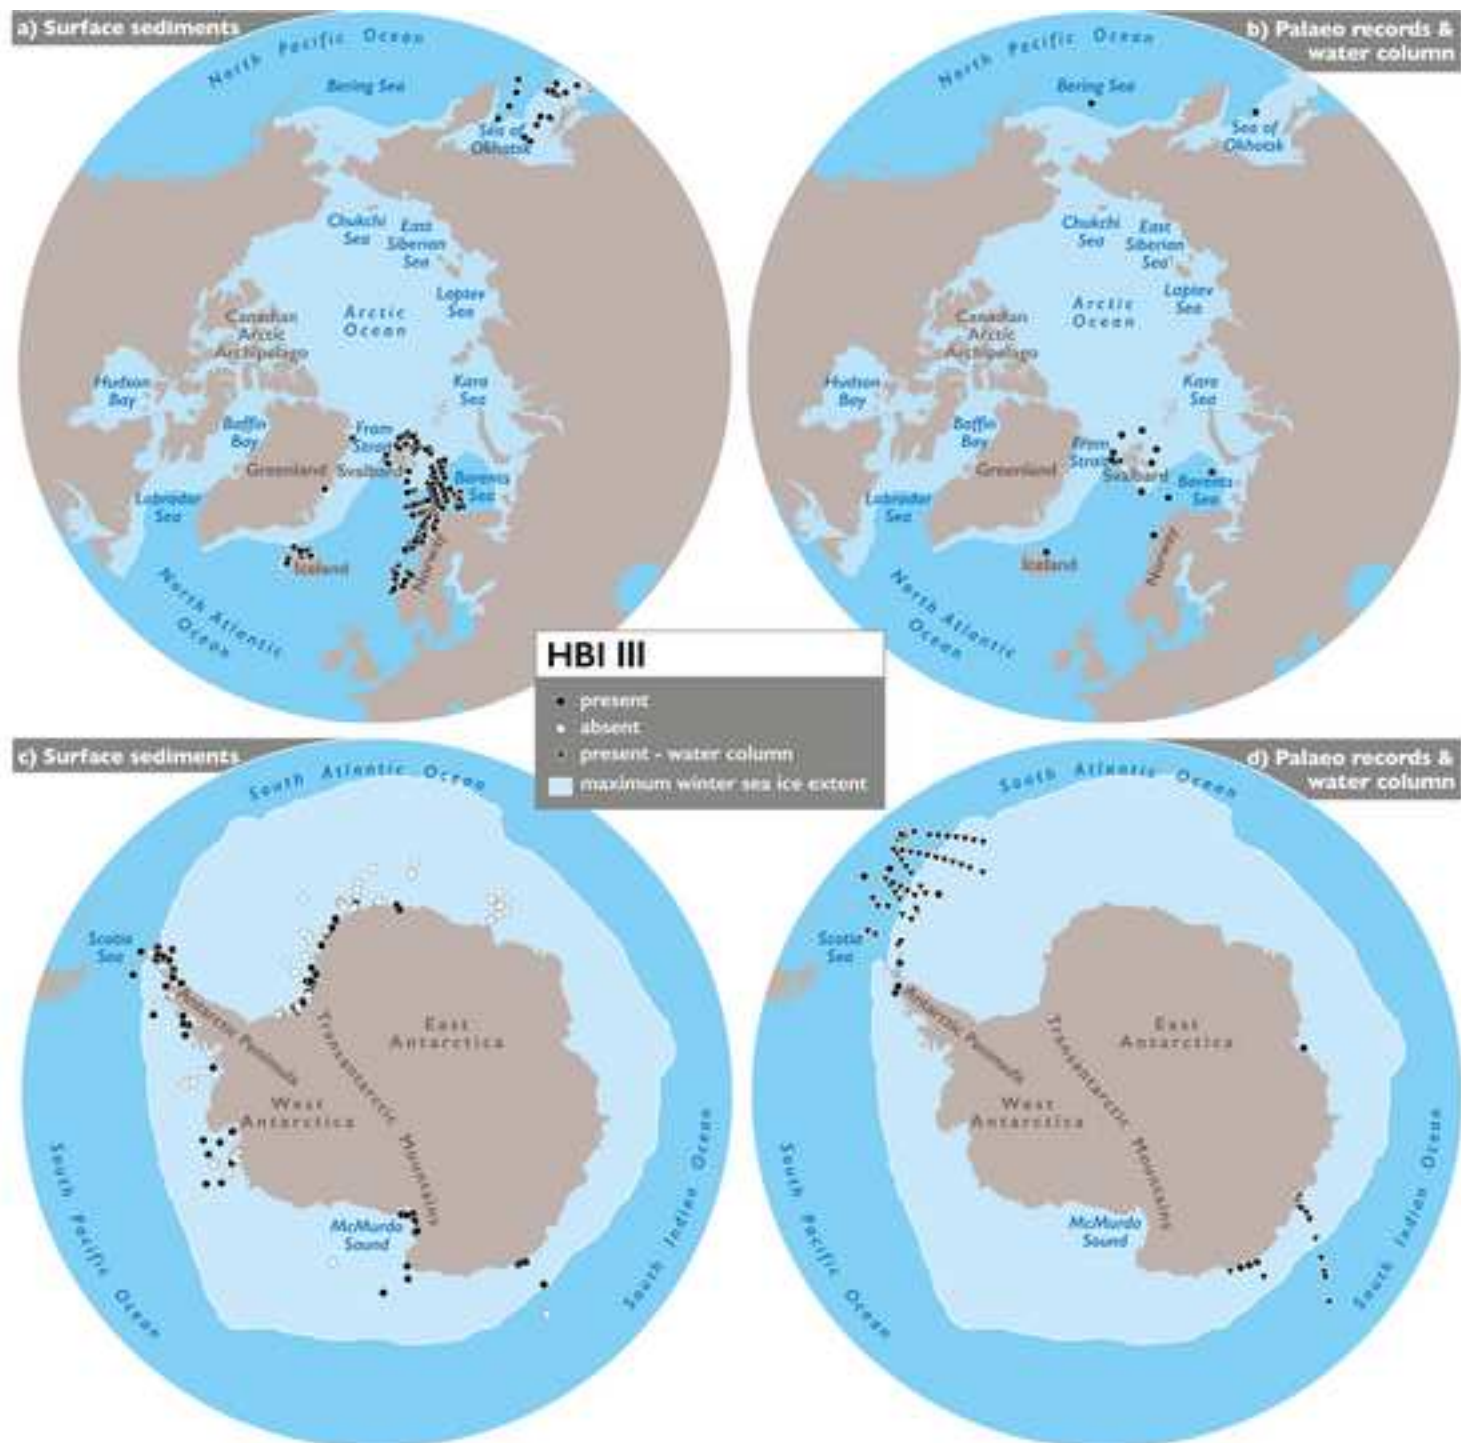 a) Surface sediments
North Pacific Ocean
Bering Sea
Sea of
Okhotsk
Chukchi
Sea
East
Siberian
Sea
Laptev
Sea
Arctic
Ocean
Canadian
Arctic
Archipelago
Hudson
Bay
Kara
Sea
Baffin
Bay
Fram
Strait
Greenland
Svalbard
Barents
Sea
Labrador
Sea
Iceland
Norway
North Atlantic
Ocean
b) Palaeo records &
water column
North Pacific Ocean
Bering Sea
Sea of
Okhotsk
Chukchi
Sea
East
Siberian
Sea
Laptev
Sea
Arctic
Ocean
Canadian
Arctic
Archipelago
Hudson
Bay
Kara
Sea
Baffin
Bay
Fram
Strait
Greenland
Svalbard
Barents
Sea
Labrador
Sea
Iceland
Norway
North Atlantic
Ocean
HBI III
present
absent
present - water column
maximum winter sea ice extent
c) Surface sediments
South Atlantic Ocean
Scotia
Sea
Antarctic Peninsula
East
Antarctica
Transantarctic Mountains
West
Antarctica
McMurdo
Sound
South Pacific Ocean
South Indian Ocean
d) Palaeo records &
water column
South Atlantic Ocean
Scotia
Sea
Antarctic Peninsula
East
Antarctica
Transantarctic Mountains
West
Antarctica
McMurdo
Sound
South Pacific Ocean
South Indian Ocean